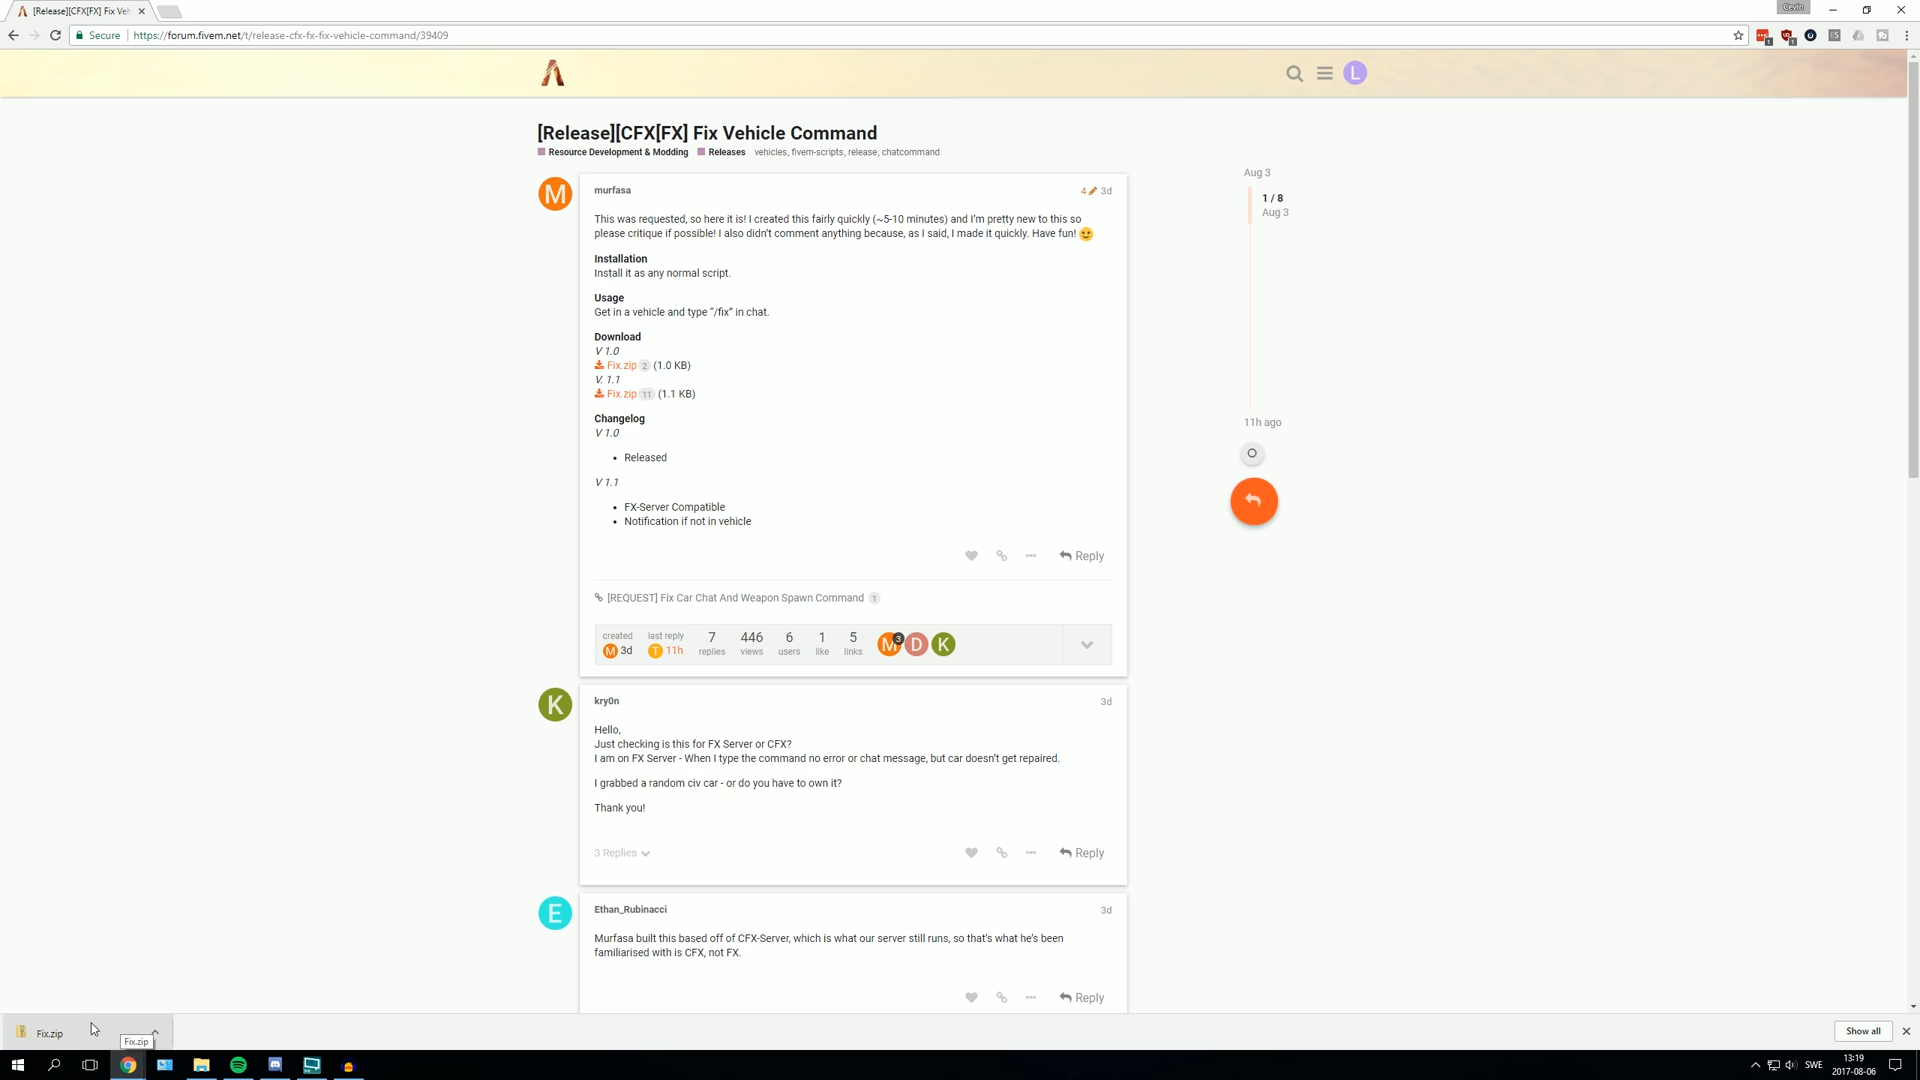 [Release][CFX[FX] Fix Veh
Cevin
Secure
https://forum.fivem.net/t/release-cfx-fx-fix-vehicle-command/39409
L
[Release][CFX[FX] Fix Vehicle Command
Resource Development & Modding Releases vehicles, fivem-scripts, release, chatcommand
M
murfasa
4 3d
This was requested, so here it is! I created this fairly quickly (~5-10 minutes) and I'm pretty new to this so
please critique if possible! I also didn't comment anything because, as I said, I made it quickly. Have fun!
Installation
Install it as any normal script.
Usage
Get in a vehicle and type "/fix" in chat.
Download
V 1.0
Fix.zip 2 (1.0 KB)
V. 1.1
Fix.zip 11 (1.1 KB)
Changelog
V 1.0
• Released
V 1.1
• FX-Server Compatible
• Notification if not in vehicle
Reply
[REQUEST] Fix Car Chat And Weapon Spawn Command 1
created
M 3d
last reply
T 11h
7
replies
446
views
6
users
1
like
5
links
M 3 D K
Aug 3
1 / 8
Aug 3
11h ago
K
kry0n
3d
Hello,
Just checking is this for FX Server or CFX?
I am on FX Server - When I type the command no error or chat message, but car doesn't get repaired.
I grabbed a random civ car - or do you have to own it?
Thank you!
3 Replies
Reply
E
Ethan_Rubinacci
3d
Murfasa built this based off of CFX-Server, which is what our server still runs, so that's what he's been
familiarised with is CFX, not FX.
Reply
Fix.zip
Fix.zip
Show all
SWE
13:19
2017-08-06